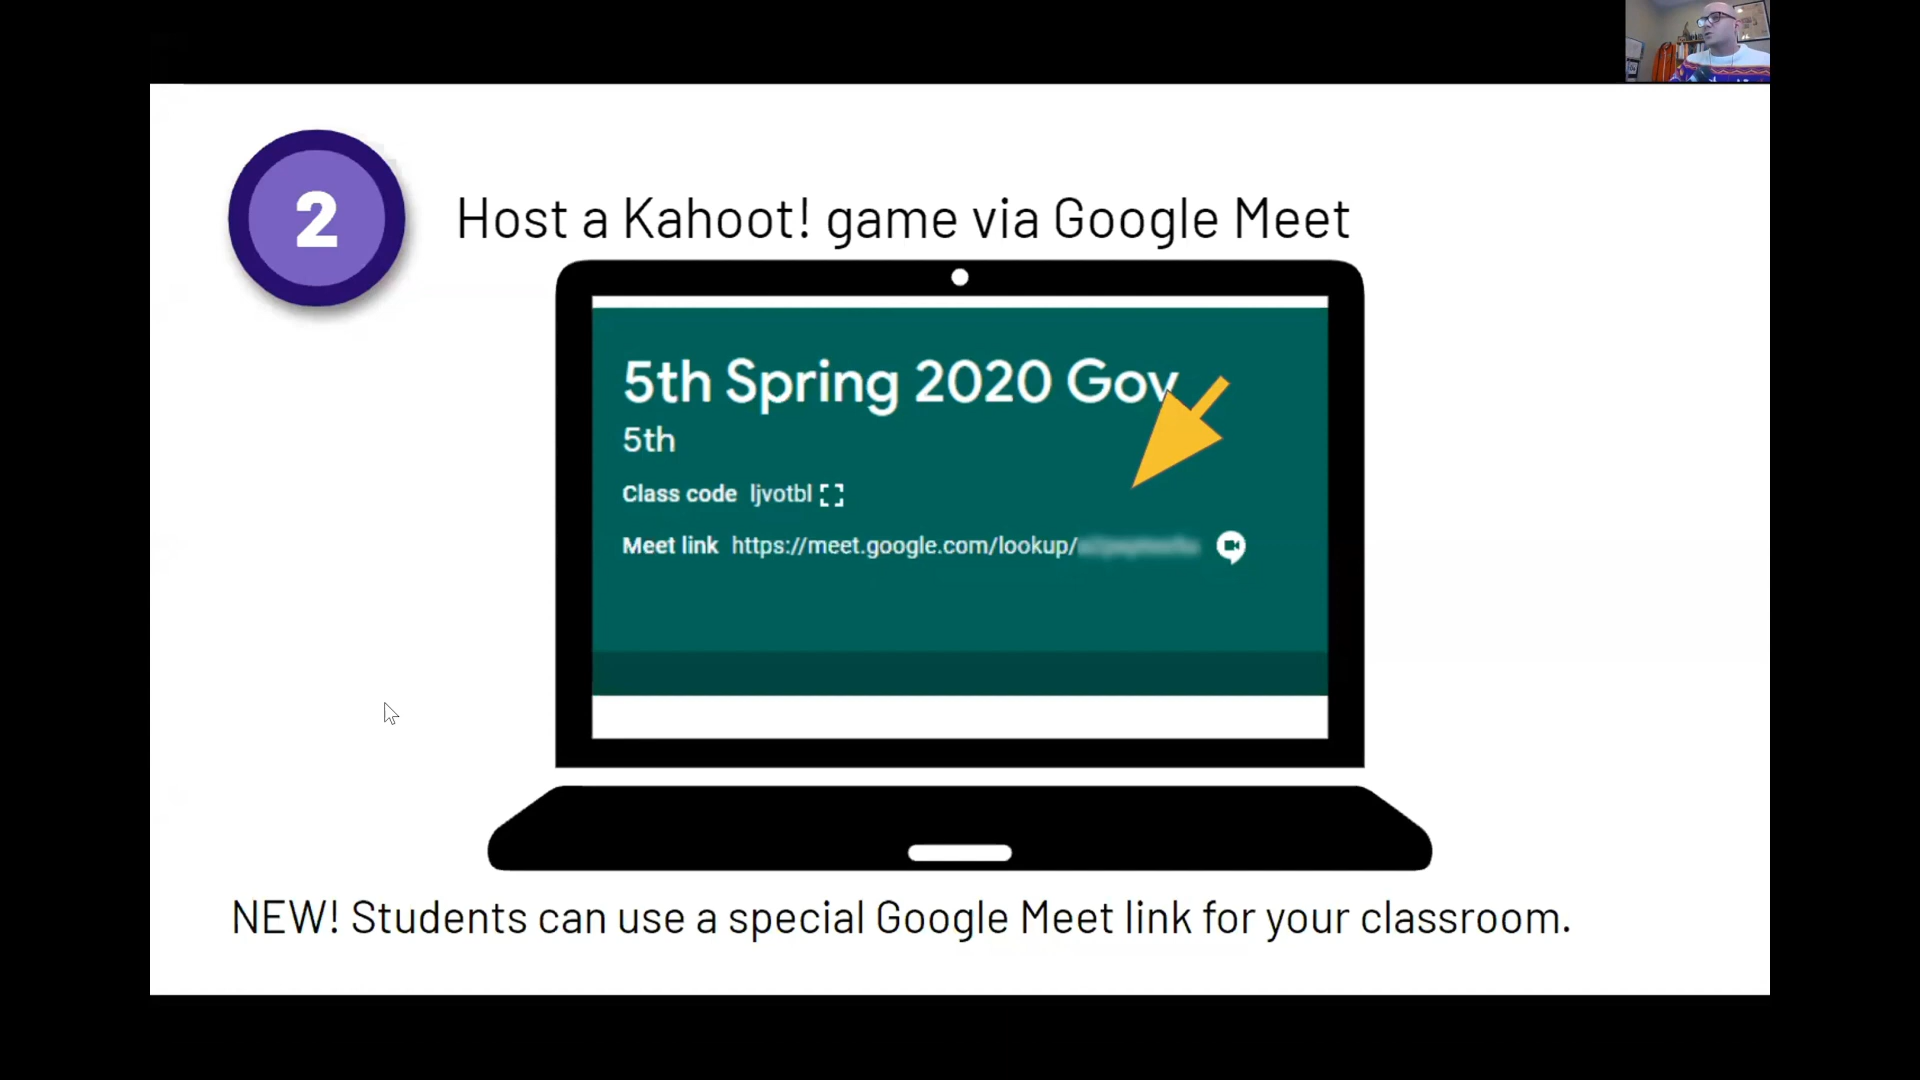 2
Host a Kahoot! game via Google Meet
5th Spring 2020 Gov
5th
Class code ljvotbl
Meet link https://meet.google.com/lookup/
NEW! Students can use a special Google Meet link for your classroom.